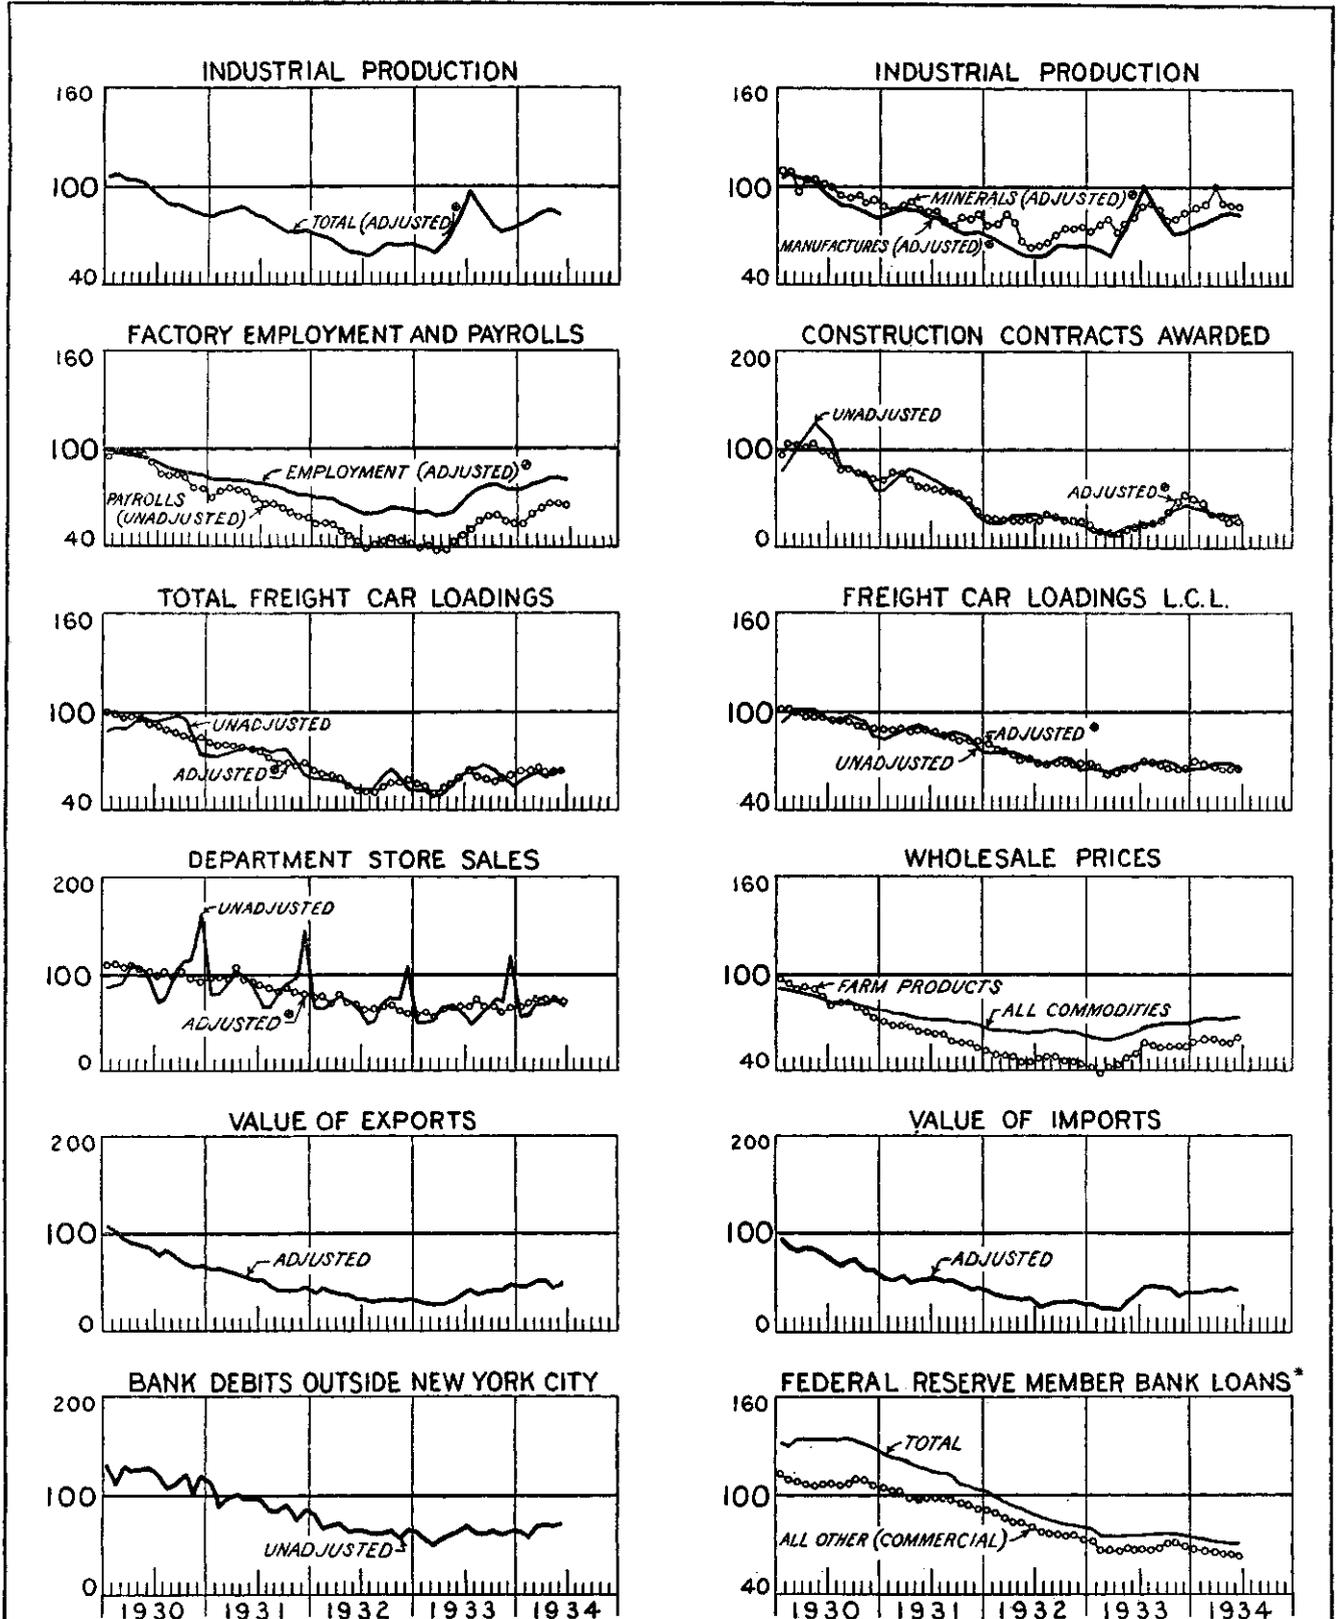 INDUSTRIAL PRODUCTION
160
100
40
TOTAL (ADJUSTED)
INDUSTRIAL PRODUCTION
160
100
40
MINERALS (ADJUSTED)
MANUFACTURES (ADJUSTED)
FACTORY EMPLOYMENT AND PAYROLLS
160
100
40
EMPLOYMENT (ADJUSTED)
PAYROLLS
(UNADJUSTED)
CONSTRUCTION CONTRACTS AWARDED
200
100
0
UNADJUSTED
ADJUSTED
TOTAL FREIGHT CAR LOADINGS
160
100
40
UNADJUSTED
ADJUSTED
FREIGHT CAR LOADINGS L.C.L.
160
100
40
ADJUSTED
UNADJUSTED
DEPARTMENT STORE SALES
200
100
0
UNADJUSTED
ADJUSTED
WHOLESALE PRICES
160
100
40
FARM PRODUCTS
ALL COMMODITIES
VALUE OF EXPORTS
200
100
0
ADJUSTED
VALUE OF IMPORTS
200
100
0
ADJUSTED
BANK DEBITS OUTSIDE NEW YORK CITY
200
100
0
UNADJUSTED
1930 1931 1932 1933 1934
FEDERAL RESERVE MEMBER BANK LOANS*
160
100
40
TOTAL
ALL OTHER (COMMERCIAL)
1930 1931 1932 1933 1934